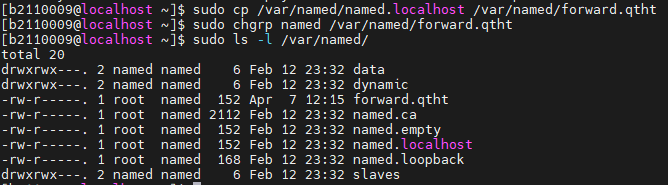 [b2110009@localhost ~]$ sudo cp /var/named/named.localhost /var/named/forward.qtht
[b2110009@localhost ~]$ sudo chgrp named /var/named/forward.qtht
[b2110009@localhost ~]$ sudo ls -l /var/named/
total 20
drwxrwx---. 2 named named    6 Feb 12 23:32 data
drwxrwx---. 2 named named    6 Feb 12 23:32 dynamic
-rw-r-----. 1 root  named  152 Apr  7 12:15 forward.qtht
-rw-r-----. 1 root  named 2112 Feb 12 23:32 named.ca
-rw-r-----. 1 root  named  152 Feb 12 23:32 named.empty
-rw-r-----. 1 root  named  152 Feb 12 23:32 named.localhost
-rw-r-----. 1 root  named  168 Feb 12 23:32 named.loopback
drwxrwx---. 2 named named    6 Feb 12 23:32 slaves